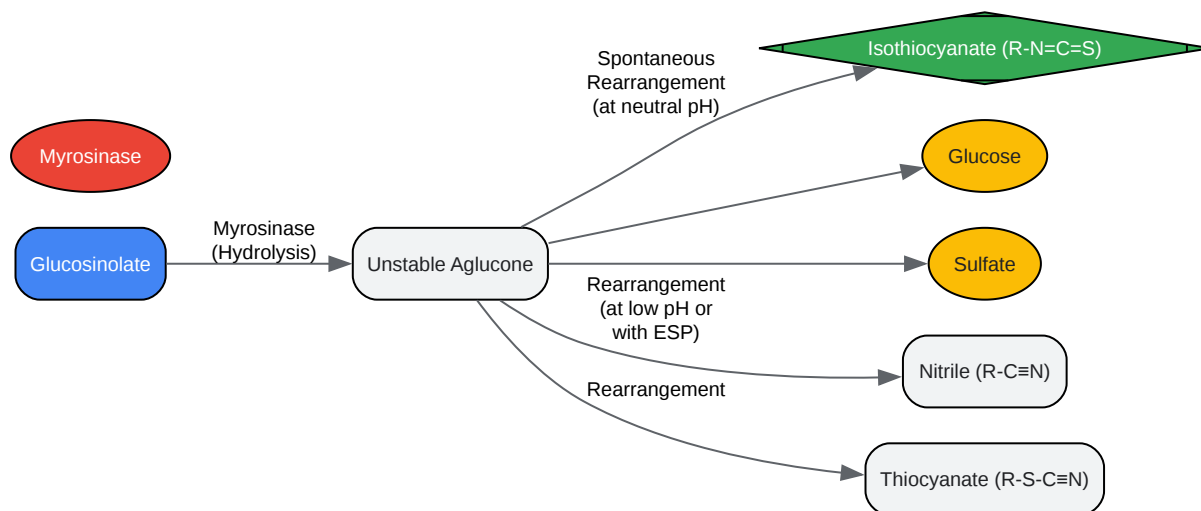 Spontaneous
Rearrangement
(at neutral pH)
Isothiocyanate (R-N=C=S)
Myrosinase
Glucose
Glucosinolate
Myrosinase
(Hydrolysis)
Unstable Aglucone
Sulfate
Rearrangement
(at low pH or
with ESP)
Nitrile (R-C≡N)
Rearrangement
Thiocyanate (R-S-C≡N)